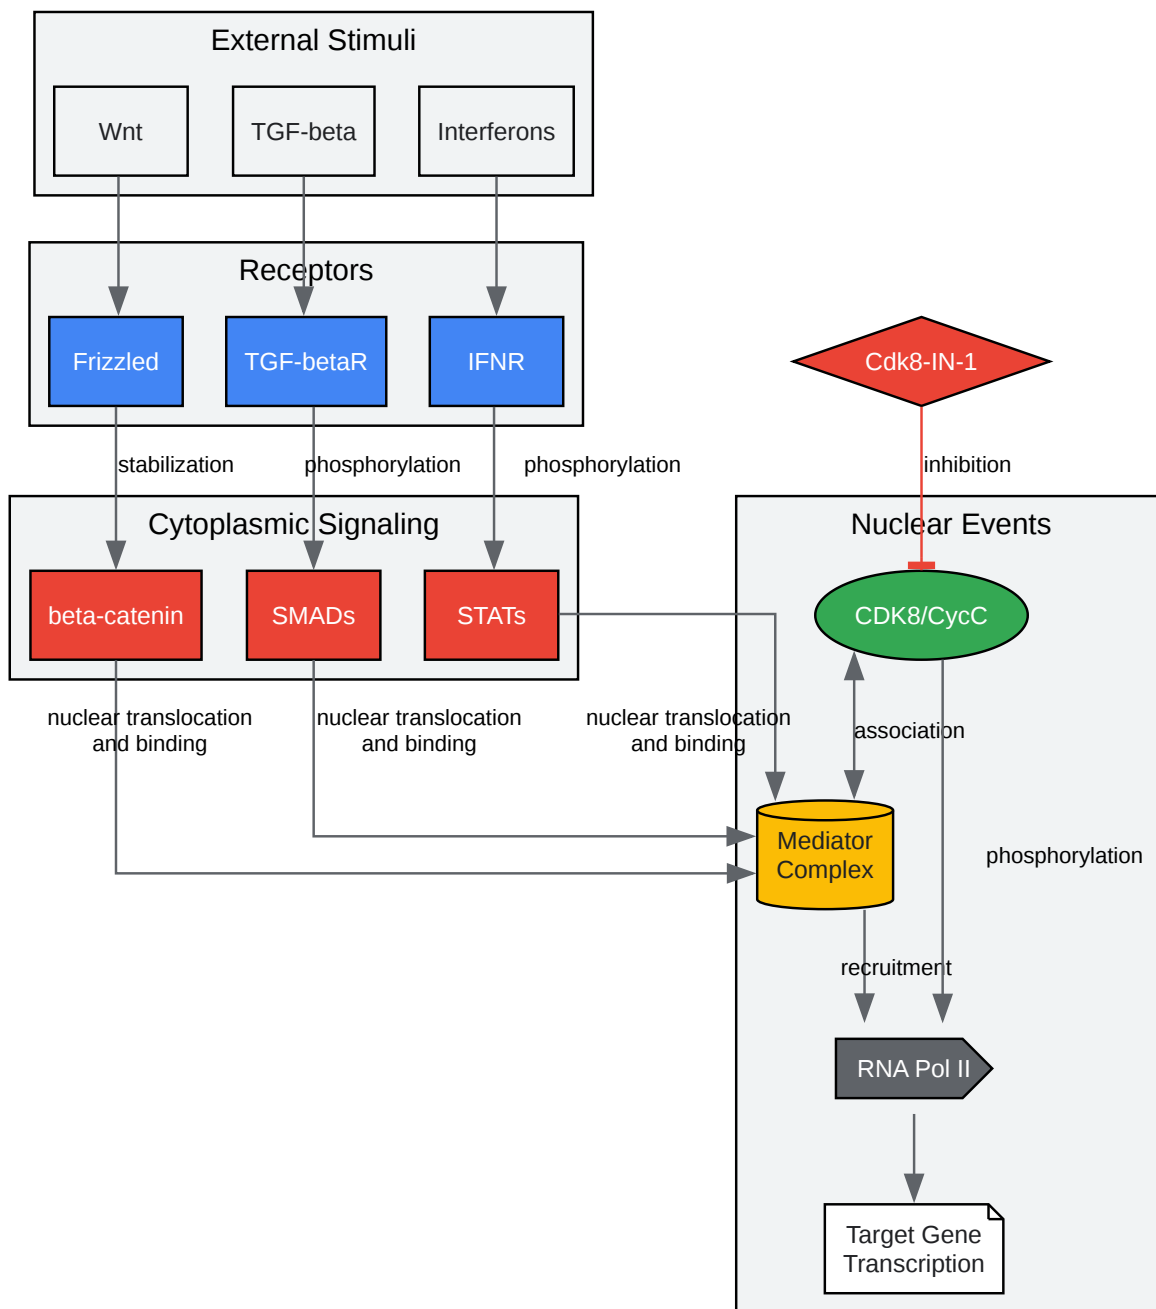 External Stimuli
Wnt
TGF-beta
Interferons
Receptors
Frizzled
TGF-betaR
IFNR
Cdk8-IN-1
stabilization
phosphorylation
phosphorylation
inhibition
Cytoplasmic Signaling
Nuclear Events
beta-catenin
SMADs
STATs
CDK8/CycC
nuclear translocation
and binding
nuclear translocation
and binding
nuclear translocation
and binding
association
Mediator
Complex
phosphorylation
recruitment
RNA Pol II
Target Gene
Transcription